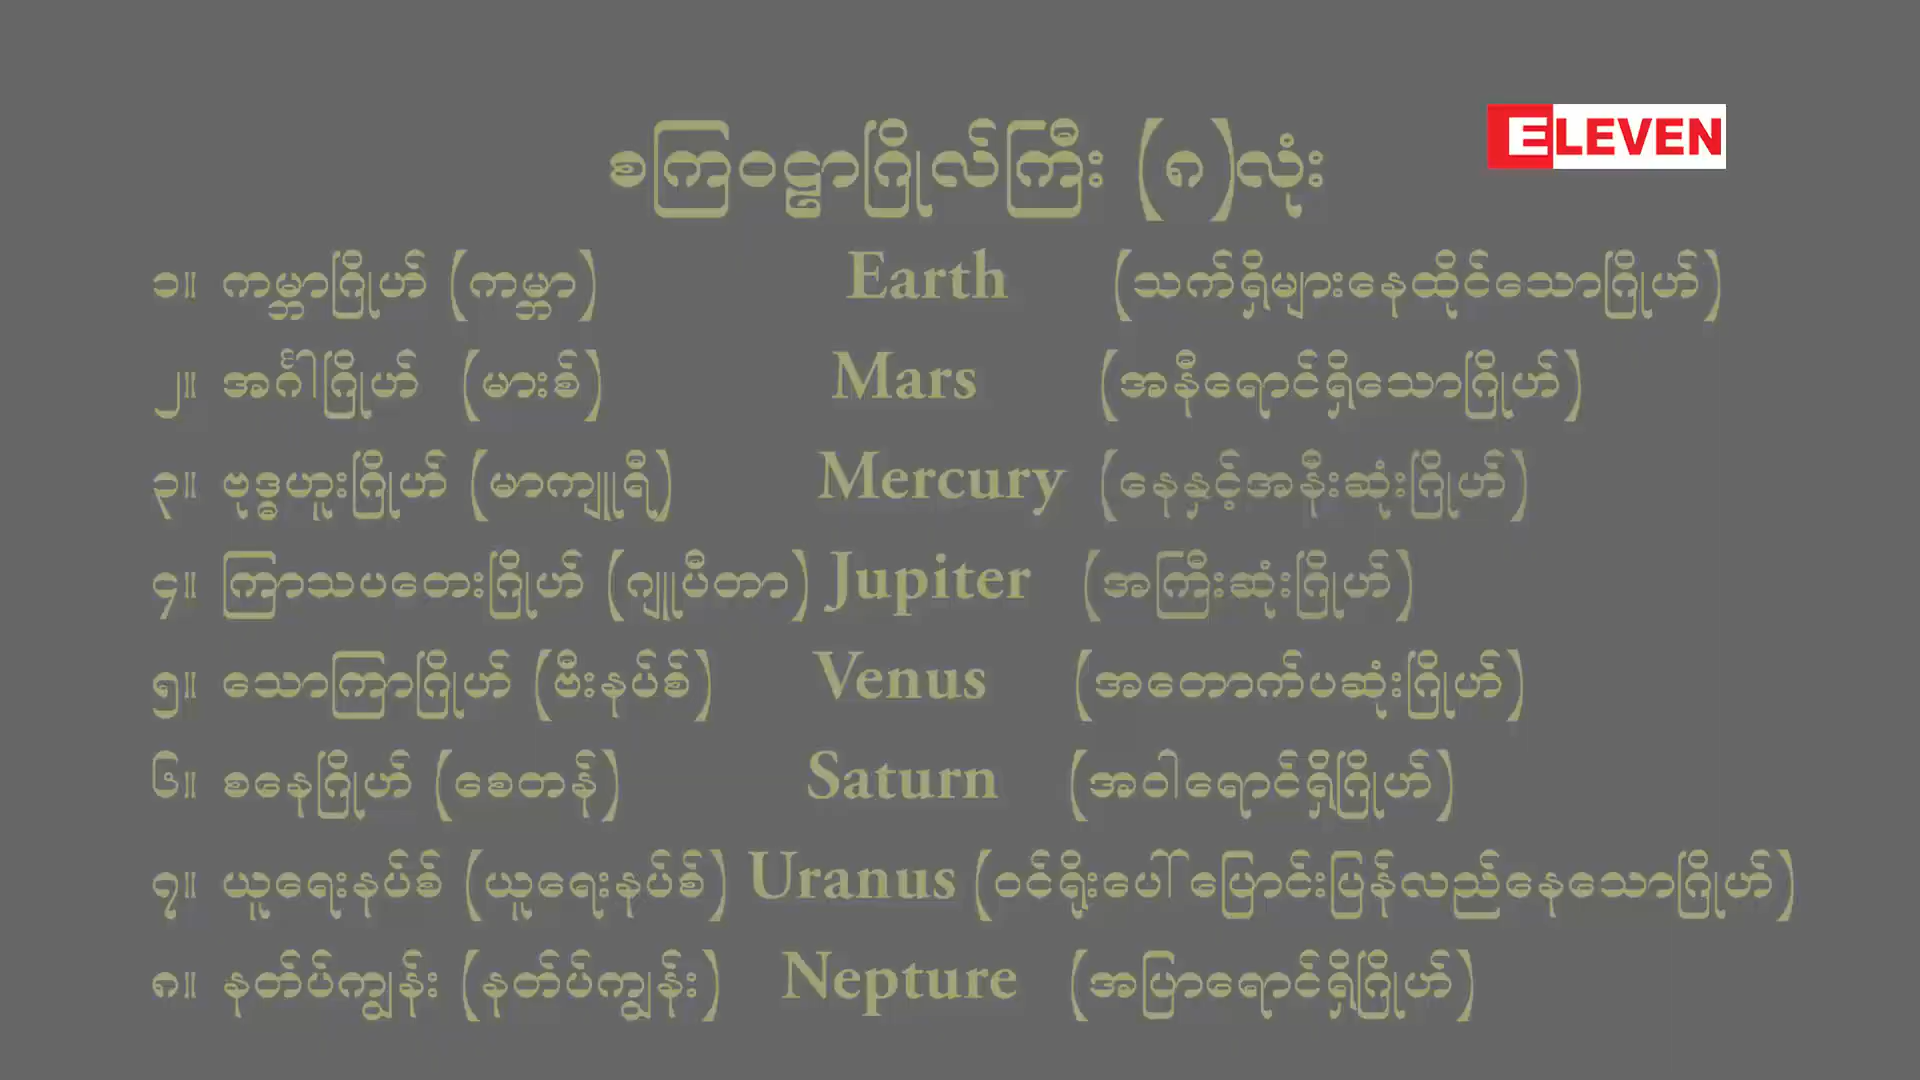 ELEVEN
စကြဝဠာဂြိုလ်ကြီး (၈)လုံး
၁။ ကမ္ဘာဂြိုဟ် (ကမ္ဘာ) Earth (သက်ရှိများနေထိုင်သောဂြိုဟ်)
၂။ အင်္ဂါဂြိုဟ် (မားစ်) Mars (အနီရောင်ရှိသောဂြိုဟ်)
၃။ ဗုဒ္ဓဟူးဂြိုဟ် (မာကျူရီ) Mercury (နေနှင့်အနီးဆုံးဂြိုဟ်)
၄။ ကြာသပတေးဂြိုဟ် (ဂျူပီတာ) Jupiter (အကြီးဆုံးဂြိုဟ်)
၅။ သောကြာဂြိုဟ် (ဗီးနပ်စ်) Venus (အတောက်ပဆုံးဂြိုဟ်)
၆။ စနေဂြိုဟ် (စေတန်) Saturn (အဝါရောင်ရှိဂြိုဟ်)
၇။ ယူရေးနပ်စ် (ယူရေးနပ်စ်) Uranus (ဝင်ရိုးပေါ် ပြောင်းပြန်လည်နေသောဂြိုဟ်)
၈။ နတ်ပ်ကျွန်း (နတ်ပ်ကျွန်း) Nepture (အပြာရောင်ရှိဂြိုဟ်)